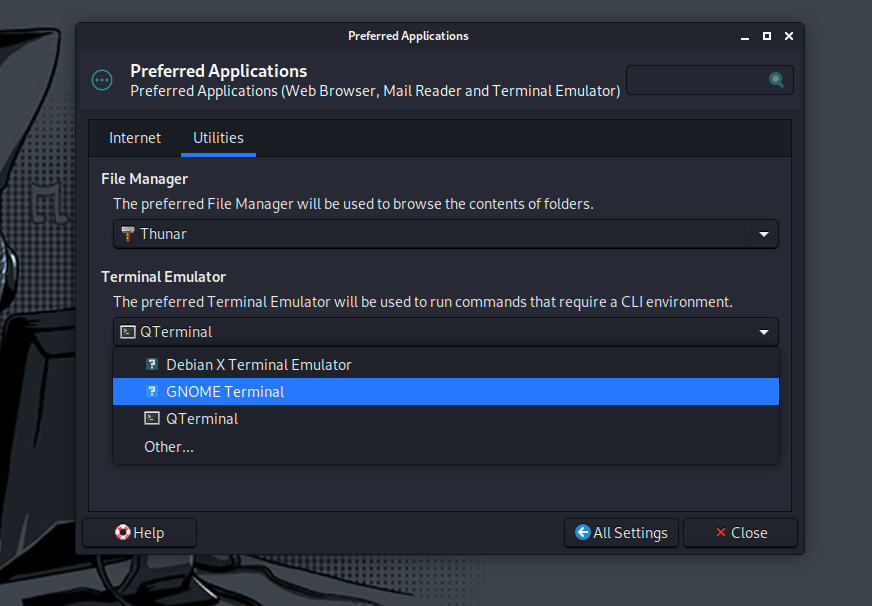 Preferred Applications
Preferred Applications
Preferred Applications (Web Browser, Mail Reader and Terminal Emulator)
Internet
Utilities
File Manager
The preferred File Manager will be used to browse the contents of folders.
Thunar
Terminal Emulator
The preferred Terminal Emulator will be used to run commands that require a CLI environment.
QTerminal
Debian X Terminal Emulator
GNOME Terminal
QTerminal
Other...
Help
All Settings
Close